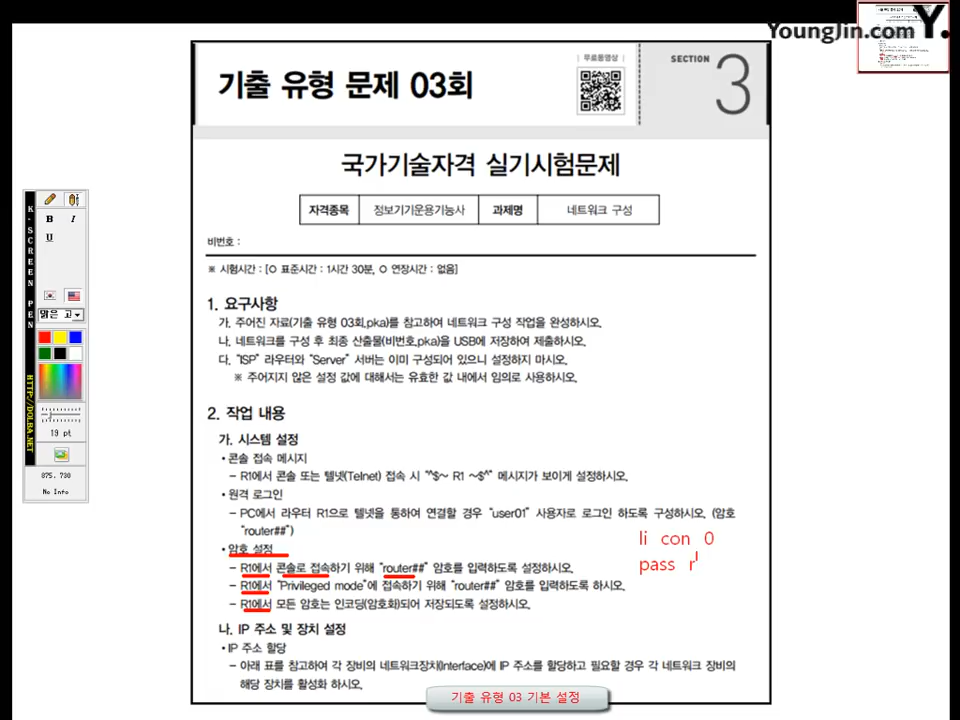 YoungJin.com Y.
기출 유형 문제 03회
| 무료동영상 |
SECTION 3
국가기술자격 실기시험문제
자격종목 정보기기운용기능사 과제명 네트워크 구성
비번호 :
※ 시험시간 : [○ 표준시간 : 1시간 30분, ○ 연장시간 : 없음]
1. 요구사항
가. 주어진 자료(기출 유형 03회.pka)를 참고하여 네트워크 구성 작업을 완성하시오.
나. 네트워크를 구성 후 최종 산출물(비번호.pka)을 USB에 저장하여 제출하시오.
다. "ISP" 라우터와 "Server" 서버는 이미 구성되어 있으니 설정하지 마시오.
※ 주어지지 않은 설정 값에 대해서는 유효한 값 내에서 임의로 사용하시오.
2. 작업 내용
가. 시스템 설정
• 콘솔 접속 메시지
– R1에서 콘솔 또는 텔넷(Telnet) 접속 시 "^$~ R1 ~$^" 메시지가 보이게 설정하시오.
• 원격 로그인
– PC에서 라우터 R1으로 텔넷을 통하여 연결할 경우 "user01" 사용자로 로그인 하도록 구성하시오. (암호
"router##")
• 암호 설정
– R1에서 콘솔로 접속하기 위해 "router##" 암호를 입력하도록 설정하시오.
– R1에서 "Privileged mode"에 접속하기 위해 "router##" 암호를 입력하도록 하시오.
– R1에서 모든 암호는 인코딩(암호화)되어 저장되도록 설정하시오.
li con 0
pass r
나. IP 주소 및 장치 설정
• IP 주소 할당
– 아래 표를 참고하여 각 장비의 네트워크장치(Interface)에 IP 주소를 할당하고 필요할 경우 각 네트워크 장비의
해당 장치를 활성화 하시오.
기출 유형 03 기본 설정
K-SCREEN PEN
HTTP://DOLBA.NET
B I
U
맑은 고
19 pt
875. 730
No Info